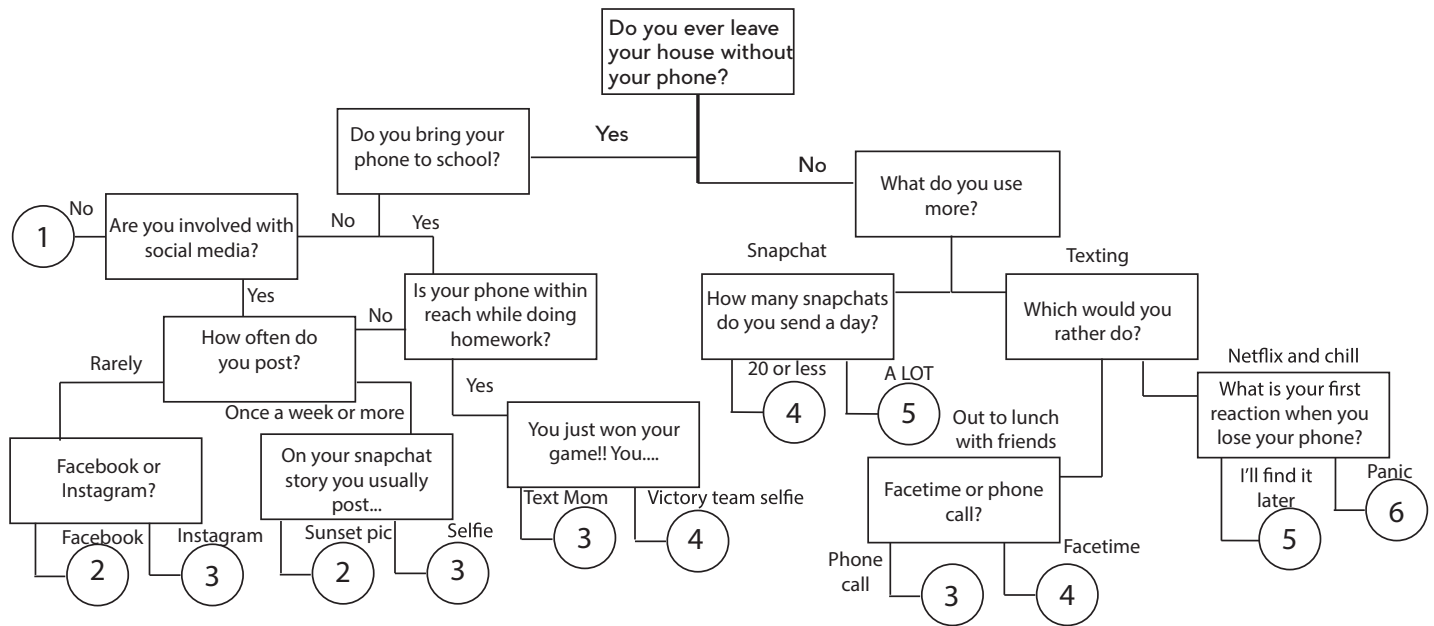 Do you ever leave
your house without
your phone?
Yes
No
Do you bring your
phone to school?
What do you use
more?
No
1
Are you involved with
social media?
No
Yes
Snapchat
Texting
Yes
Is your phone within
reach while doing
homework?
No
How many snapchats
do you send a day?
Which would you
rather do?
How often do
you post?
Rarely
Once a week or more
Yes
20 or less
4
A LOT
5
Out to lunch
with friends
Netflix and chill
What is your first
reaction when you
lose your phone?
Facebook or
Instagram?
On your snapchat
story you usually
post...
You just won your
game!! You....
Facetime or phone
call?
I’ll find it
later
5
Panic
6
Facebook
2
Instagram
3
Sunset pic
2
Selfie
3
Text Mom
3
Victory team selfie
4
Phone
call
3
Facetime
4